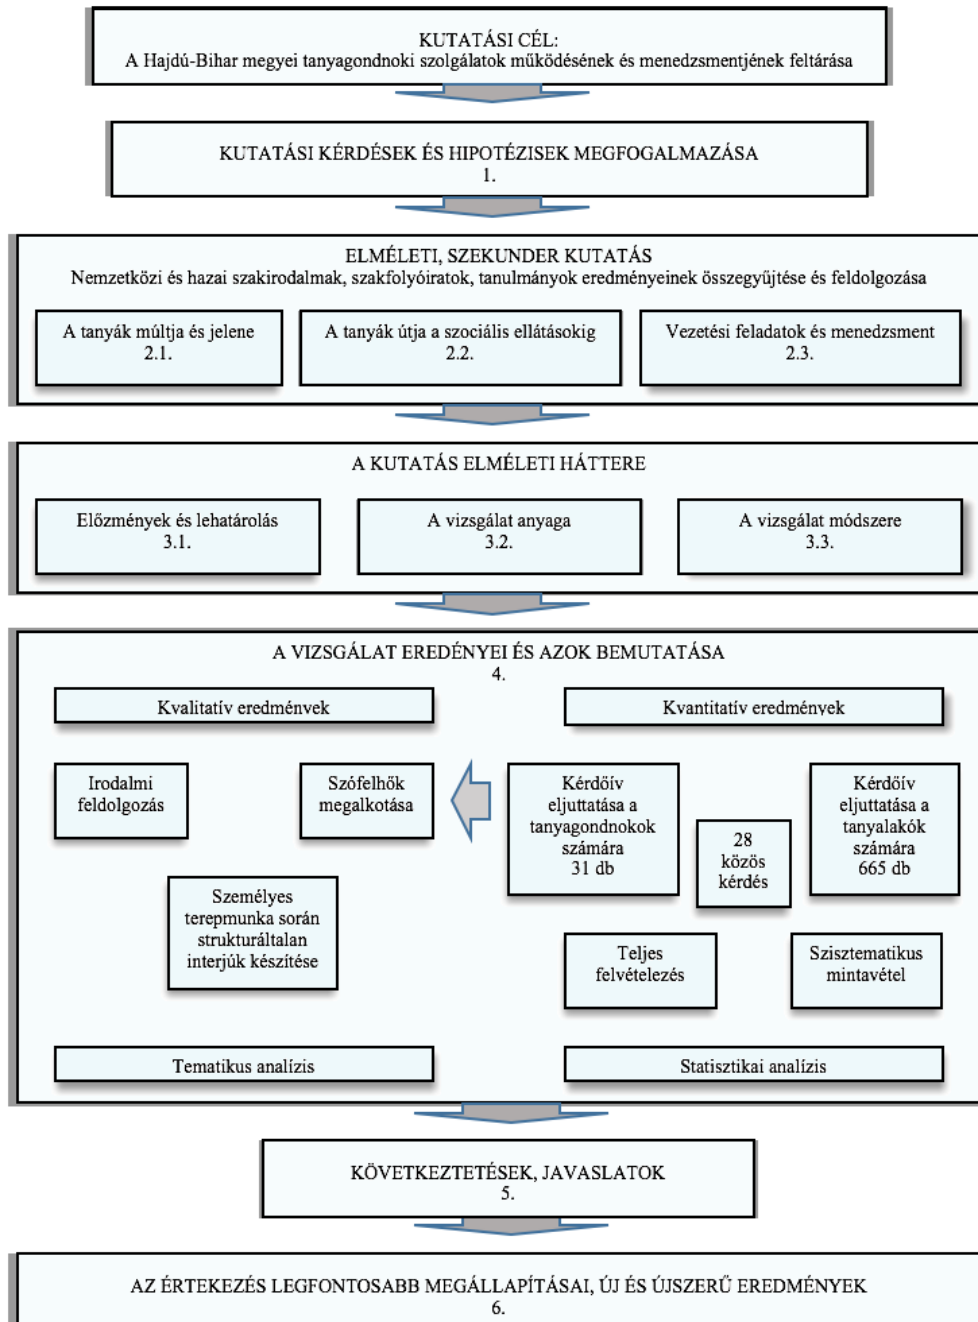 KUTATÁSI CÉL:
A Hajdú-Bihar megyei tanyagondnoki szolgálatok működésének és menedzsmentjének feltárása
KUTATÁSI KÉRDÉSEK ÉS HIPOTÉZISEK MEGFOGALMAZÁSA
1.
ELMÉLETI, SZEKUNDER KUTATÁS
Nemzetközi és hazai szakirodalmak, szakfolyóiratok, tanulmányok eredményeinek összegyűjtése és feldolgozása
A tanyák múltja és jelene
2.1.
A tanyák útja a szociális ellátásokig
2.2.
Vezetési feladatok és menedzsment
2.3.
A KUTATÁS ELMÉLETI HÁTTERE
Előzmények és lehatárolás
3.1.
A vizsgálat anyaga
3.2.
A vizsgálat módszere
3.3.
A VIZSGÁLAT EREDÉNYEI ÉS AZOK BEMUTATÁSA
4.
Kvalitatív eredmények
Kvantitatív eredmények
Irodalmi
feldolgozás
Szófelhők
megalkotása
Kérdőív
eljuttatása a
tanyagondnokok
számára
31 db
28
közös
kérdés
Kérdőív
eljuttatása a
tanyalakók
számára
665 db
Személyes
terepmunka során
strukturáltalan
interjúk készítése
Teljes
felvételezés
Szisztematikus
mintavétel
Tematikus analízis
Statisztikai analízis
KÖVETKEZTETÉSEK, JAVASLATOK
5.
AZ ÉRTEKEZÉS LEGFONTOSABB MEGÁLLAPÍTÁSAI, ÚJ ÉS ÚJSZERŰ EREDMÉNYEK
6.